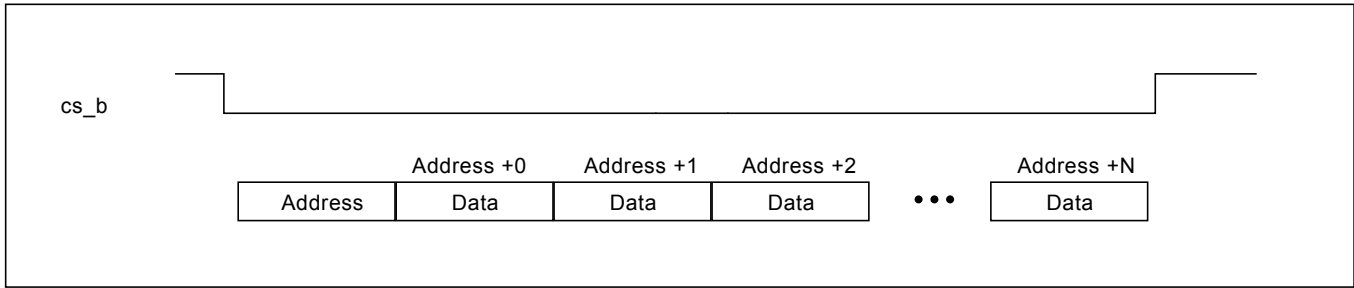 cs_b
Address +0 Address +1 Address +2 Address +N
Address Data Data Data ••• Data